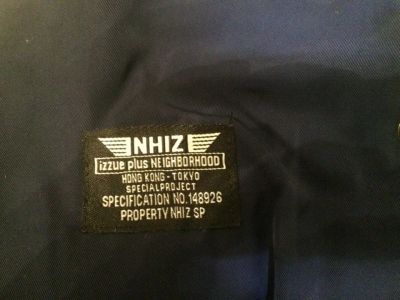 NHIZ
izzue plus NEIGHBORHOOD
HONG KONG - TOKYO
SPECIALPROJECT
SPECIFICATION NO.148926
PROPERTY NHIZ SP